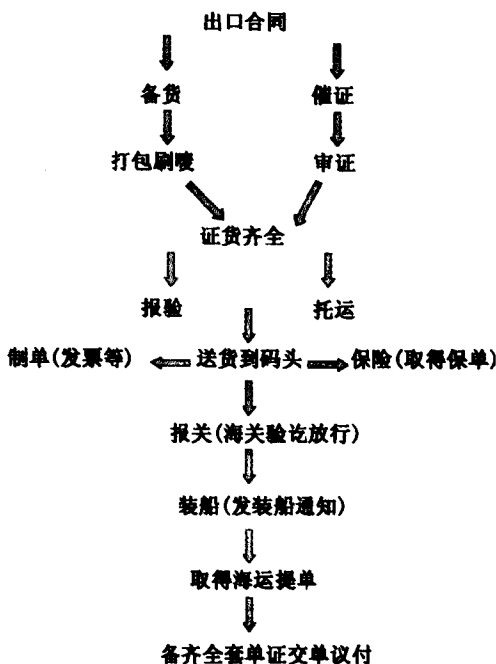 出口合同
备货 催证
打包刷唛 审证
证货齐全
报验 托运
制单(发票等) 送货到码头 保险(取得保单)
报关(海关验讫放行)
装船(发装船通知)
取得海运提单
备齐全套单证交单议付